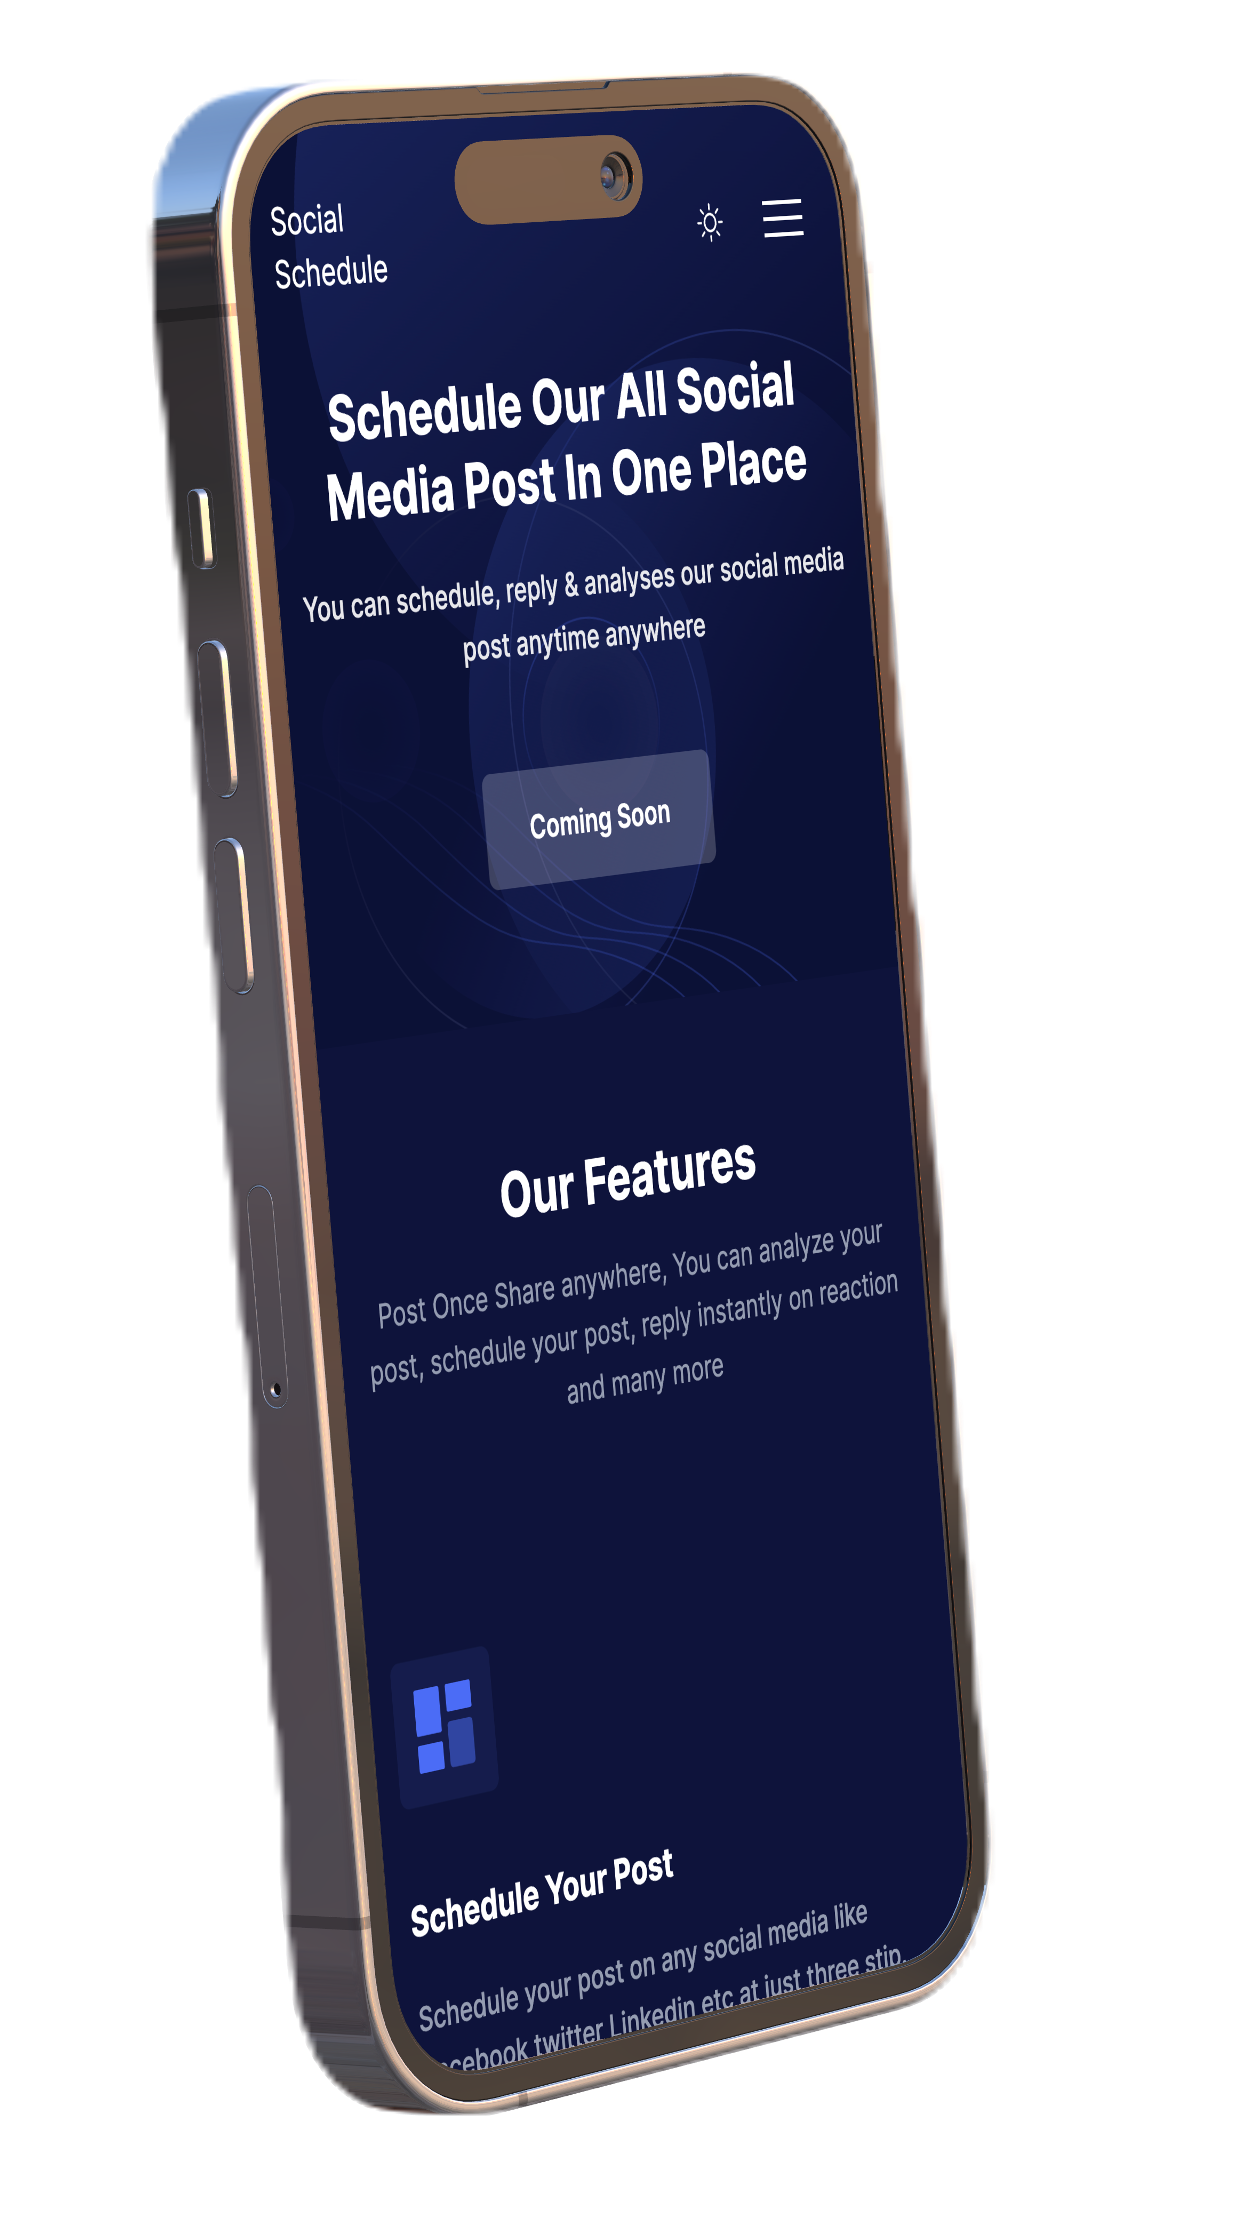 Social
Schedule
Schedule Our All Social
Media Post In One Place
You can schedule, reply & analyses our social media
post anytime anywhere
Coming Soon
Our Features
Post Once Share anywhere, You can analyze your
post, schedule your post, reply instantly on reaction
and many more
Schedule Your Post
Schedule your post on any social media like
twitter Linkedin etc at just three stip.